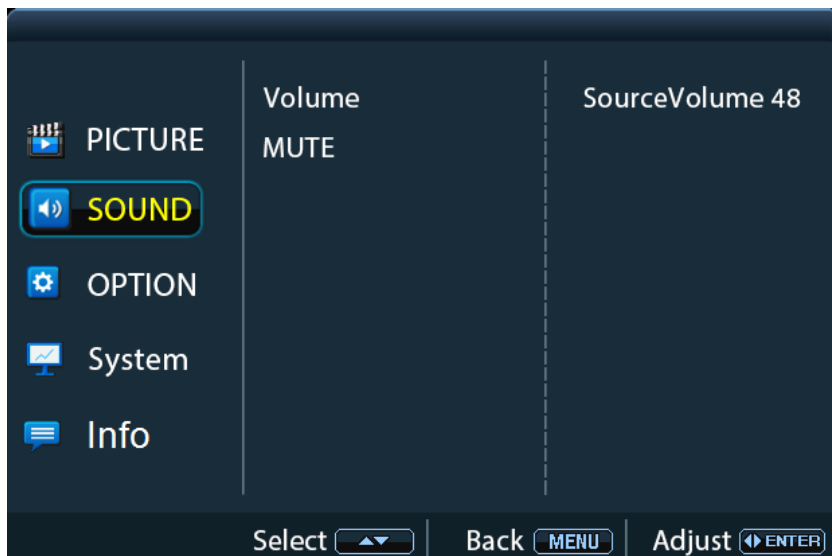 PICTURE
SOUND
OPTION
System
Info
Volume
MUTE
SourceVolume 48
Select
Back MENU
Adjust ENTER